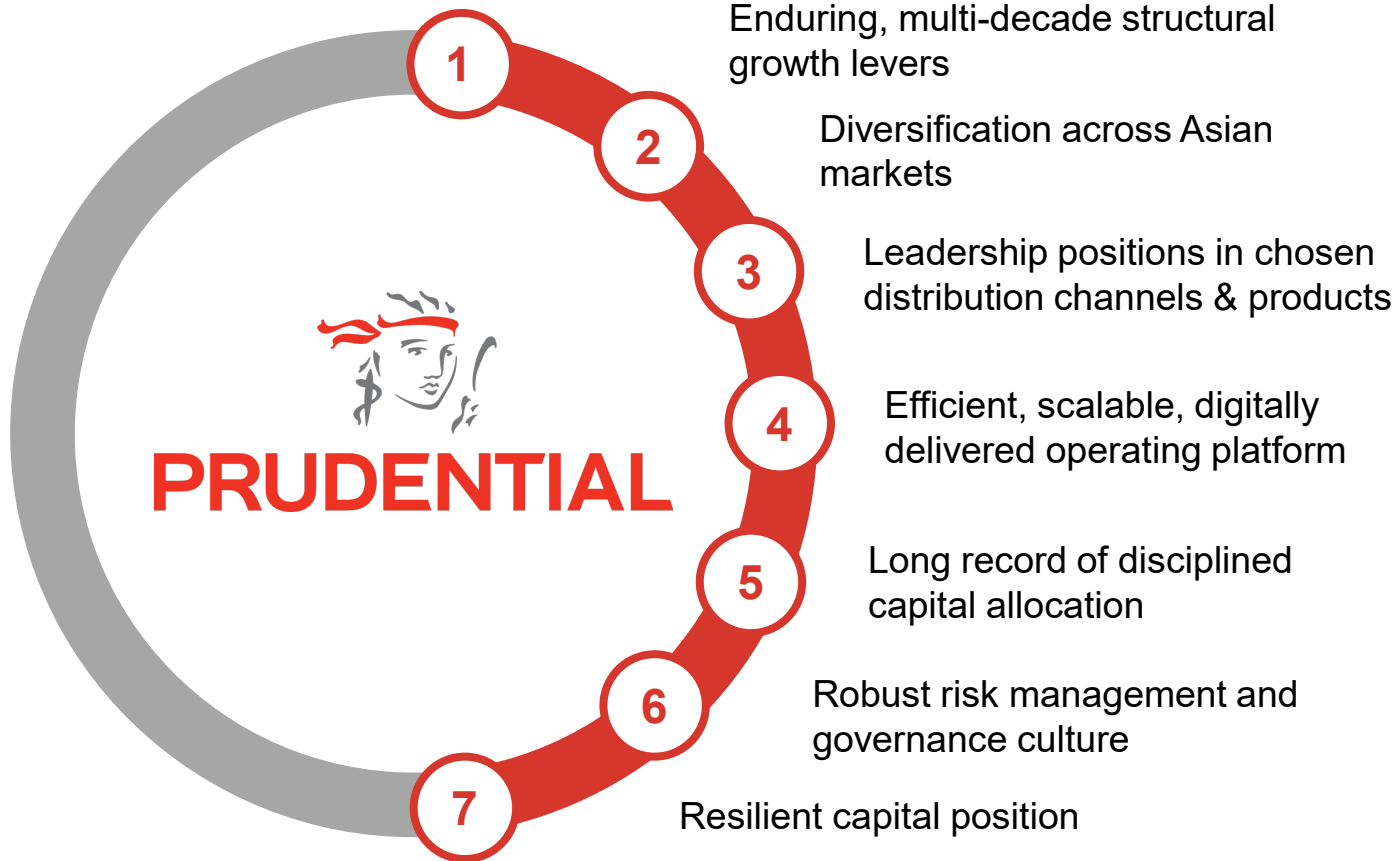 1
Enduring, multi-decade structural
growth levers
2
Diversification across Asian
markets
3
Leadership positions in chosen
distribution channels & products
4
Efficient, scalable, digitally
delivered operating platform
PRUDENTIAL
5
Long record of disciplined
capital allocation
6
Robust risk management and
governance culture
7
Resilient capital position